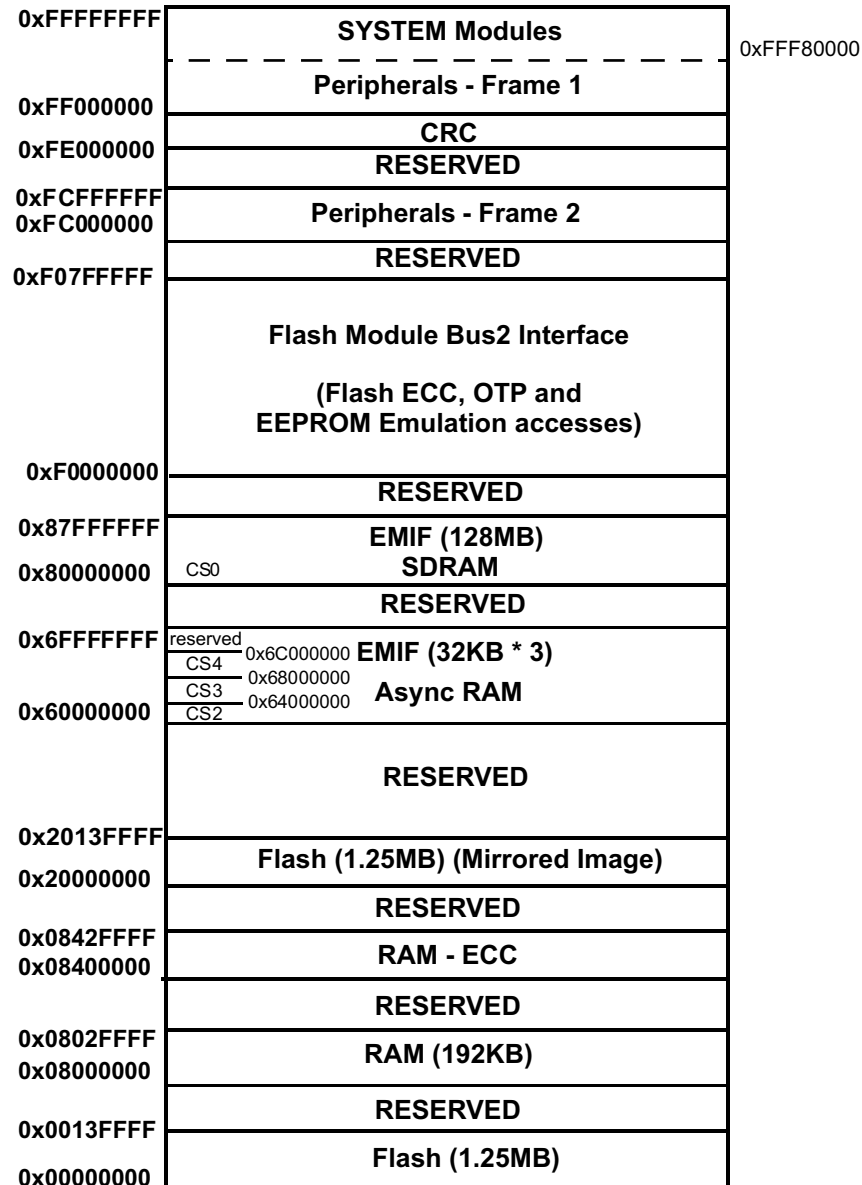 0xFFFFFFFF
SYSTEM Modules
0xFFF80000
Peripherals - Frame 1
0xFF000000
CRC
0xFE000000
RESERVED
0xFCFFFFFF
Peripherals - Frame 2
0xFC000000
RESERVED
0xF07FFFFF
Flash Module Bus2 Interface
(Flash ECC, OTP and
EEPROM Emulation accesses)
0xF0000000
RESERVED
0x87FFFFFF
EMIF (128MB)
0x80000000
CS0
SDRAM
RESERVED
0x6FFFFFFF
reserved
0x6C000000
EMIF (32KB * 3)
CS4
0x68000000
CS3
Async RAM
0x64000000
0x60000000
CS2
RESERVED
0x2013FFFF
Flash (1.25MB) (Mirrored Image)
0x20000000
RESERVED
0x0842FFFF
RAM - ECC
0x08400000
RESERVED
0x0802FFFF
RAM (192KB)
0x08000000
RESERVED
0x0013FFFF
Flash (1.25MB)
0x00000000